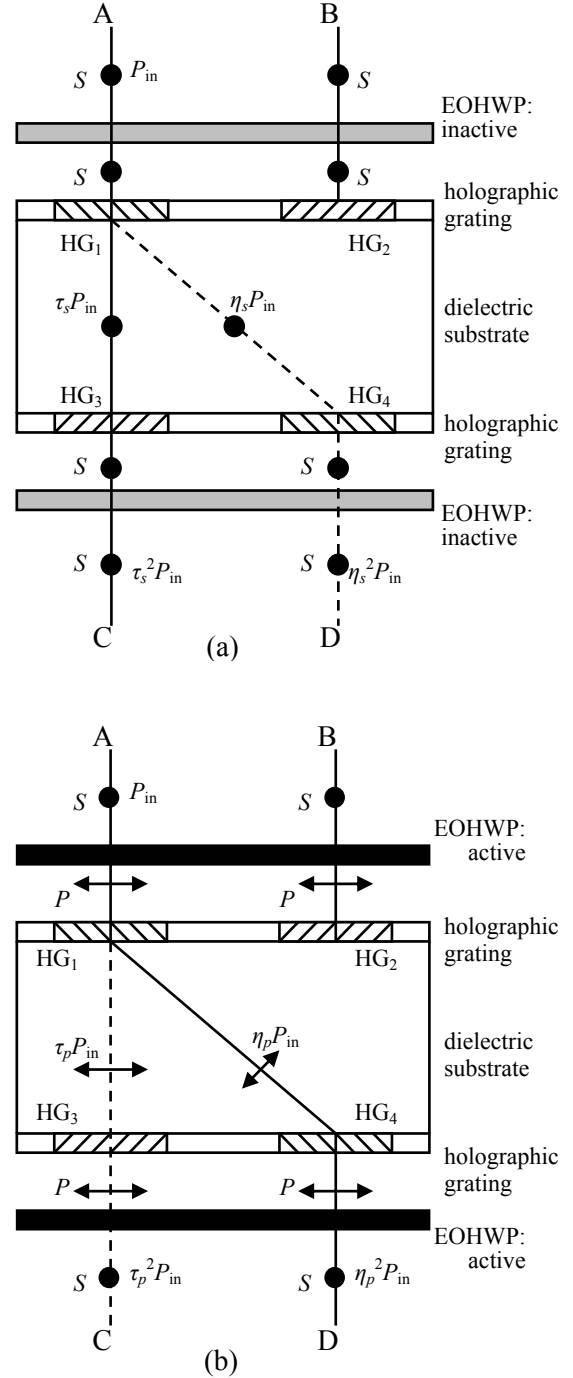 A B
S P_in S
EOHWP:
inactive
S S
holographic
grating
HG₁ HG₂
τ_sP_in η_sP_in
dielectric
substrate
HG₃ HG₄
holographic
grating
S S
EOHWP:
inactive
S τ_s²P_in S η_s²P_in
C D
(a)
A B
S P_in S
EOHWP:
active
P P
holographic
grating
HG₁ HG₂
τ_pP_in η_pP_in
dielectric
substrate
HG₃ HG₄
holographic
grating
P P
EOHWP:
active
S τ_p²P_in S η_p²P_in
C D
(b)